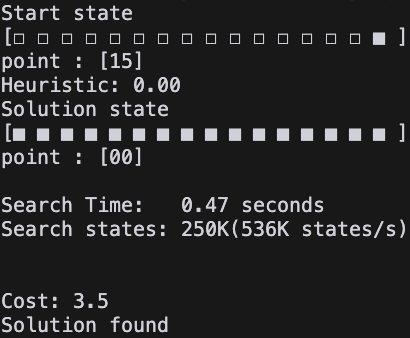 Start state
[□ □ □ □ □ □ □ □ □ □ □ □ □ □ □ ■ ]
point : [15]
Heuristic: 0.00
Solution state
[■ ■ ■ ■ ■ ■ ■ ■ ■ ■ ■ ■ ■ ■ ■ ■ ]
point : [00]
Search Time:   0.47 seconds
Search states: 250K(536K states/s)
Cost: 3.5
Solution found